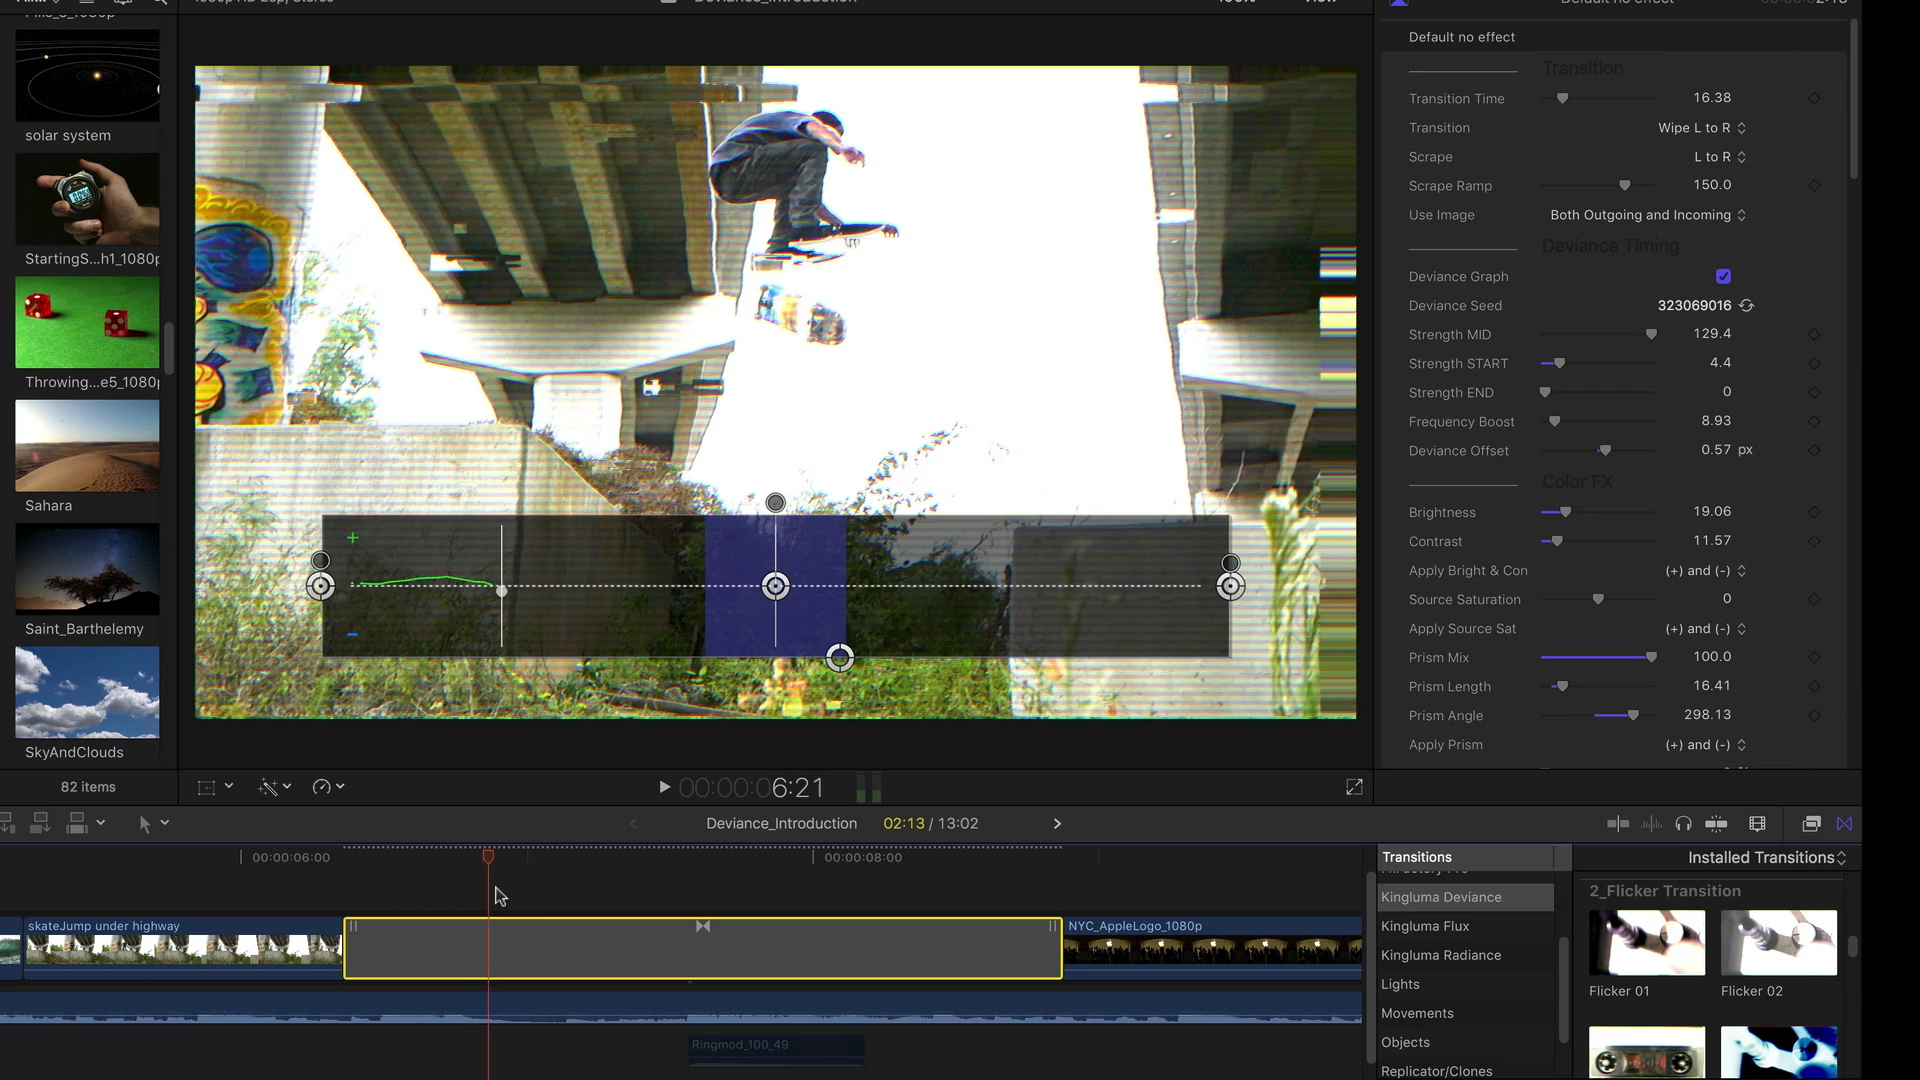 solar system
StartingS...h1_1080p
Throwing...e5_1080p
Sahara
Saint_Barthelemy
SkyAndClouds
82 items
Default no effect
Transition
Transition Time 16.38
Transition Wipe L to R
Scrape L to R
Scrape Ramp 150.0
Use Image Both Outgoing and Incoming
Deviance Timing
Deviance Graph
Deviance Seed 323069016
Strength MID 129.4
Strength START 4.4
Strength END 0
Frequency Boost 8.93
Deviance Offset 0.57 px
Color FX
Brightness 19.06
Contrast 11.57
Apply Bright & Con (+) and (-)
Source Saturation 0
Apply Source Sat (+) and (-)
Prism Mix 100.0
Prism Length 16.41
Prism Angle 298.13
Apply Prism (+) and (-)
00:00:06:21
Deviance_Introduction 02:13 / 13:02
00:00:06:00
00:00:08:00
skateJump under highway
NYC_AppleLogo_1080p
Ringmod_100_49
Transitions
Installed Transitions
Kingluma Deviance
Kingluma Flux
Kingluma Radiance
Lights
Movements
Objects
Replicator/Clones
2_Flicker Transition
Flicker 01
Flicker 02